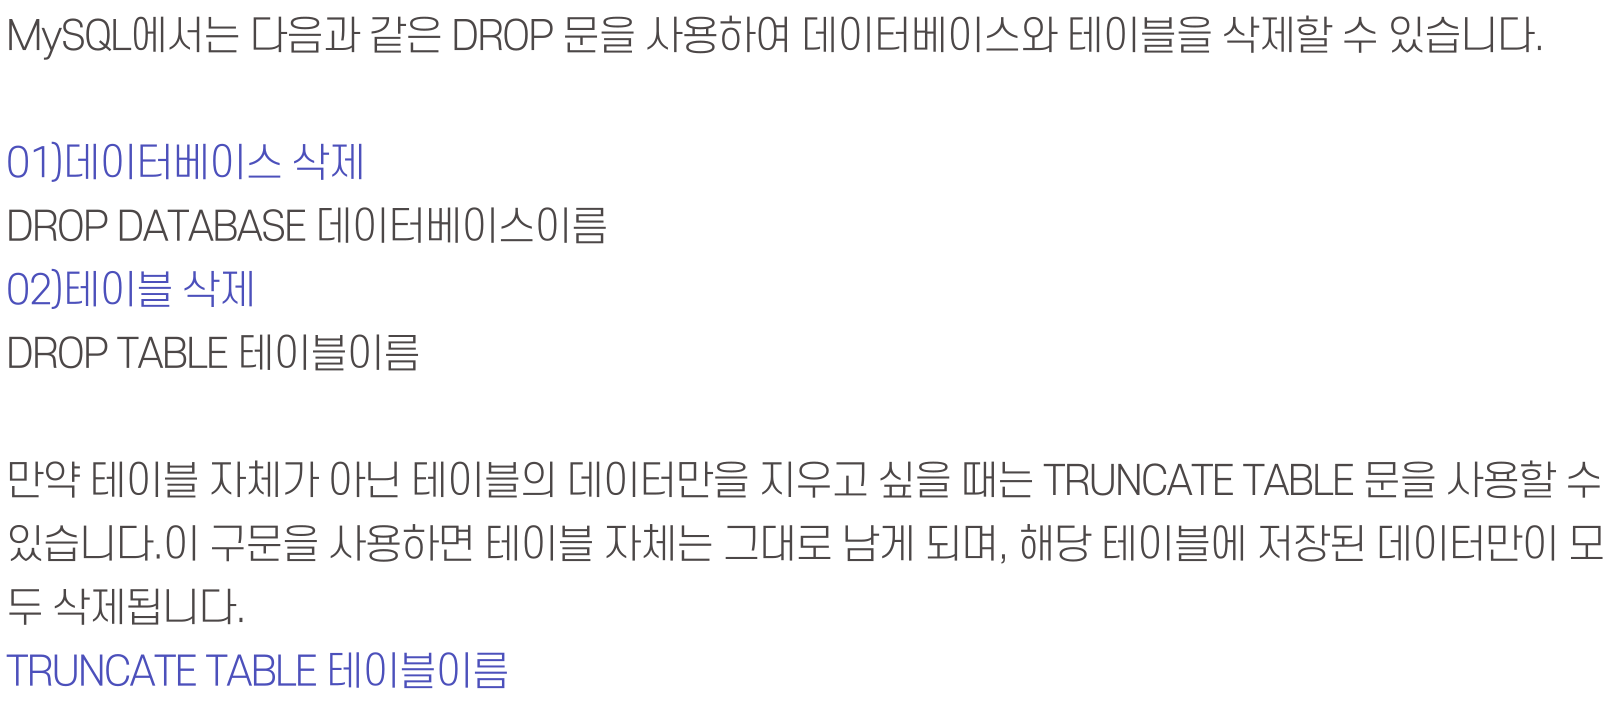 MySQL에서는 다음과 같은 DROP 문을 사용하여 데이터베이스와 테이블을 삭제할 수 있습니다.
01)데이터베이스 삭제
DROP DATABASE 데이터베이스이름
02)테이블 삭제
DROP TABLE 테이블이름
만약 테이블 자체가 아닌 테이블의 데이터만을 지우고 싶을 때는 TRUNCATE TABLE 문을 사용할 수
있습니다.이 구문을 사용하면 테이블 자체는 그대로 남게 되며, 해당 테이블에 저장된 데이터만이 모
두 삭제됩니다.
TRUNCATE TABLE 테이블이름